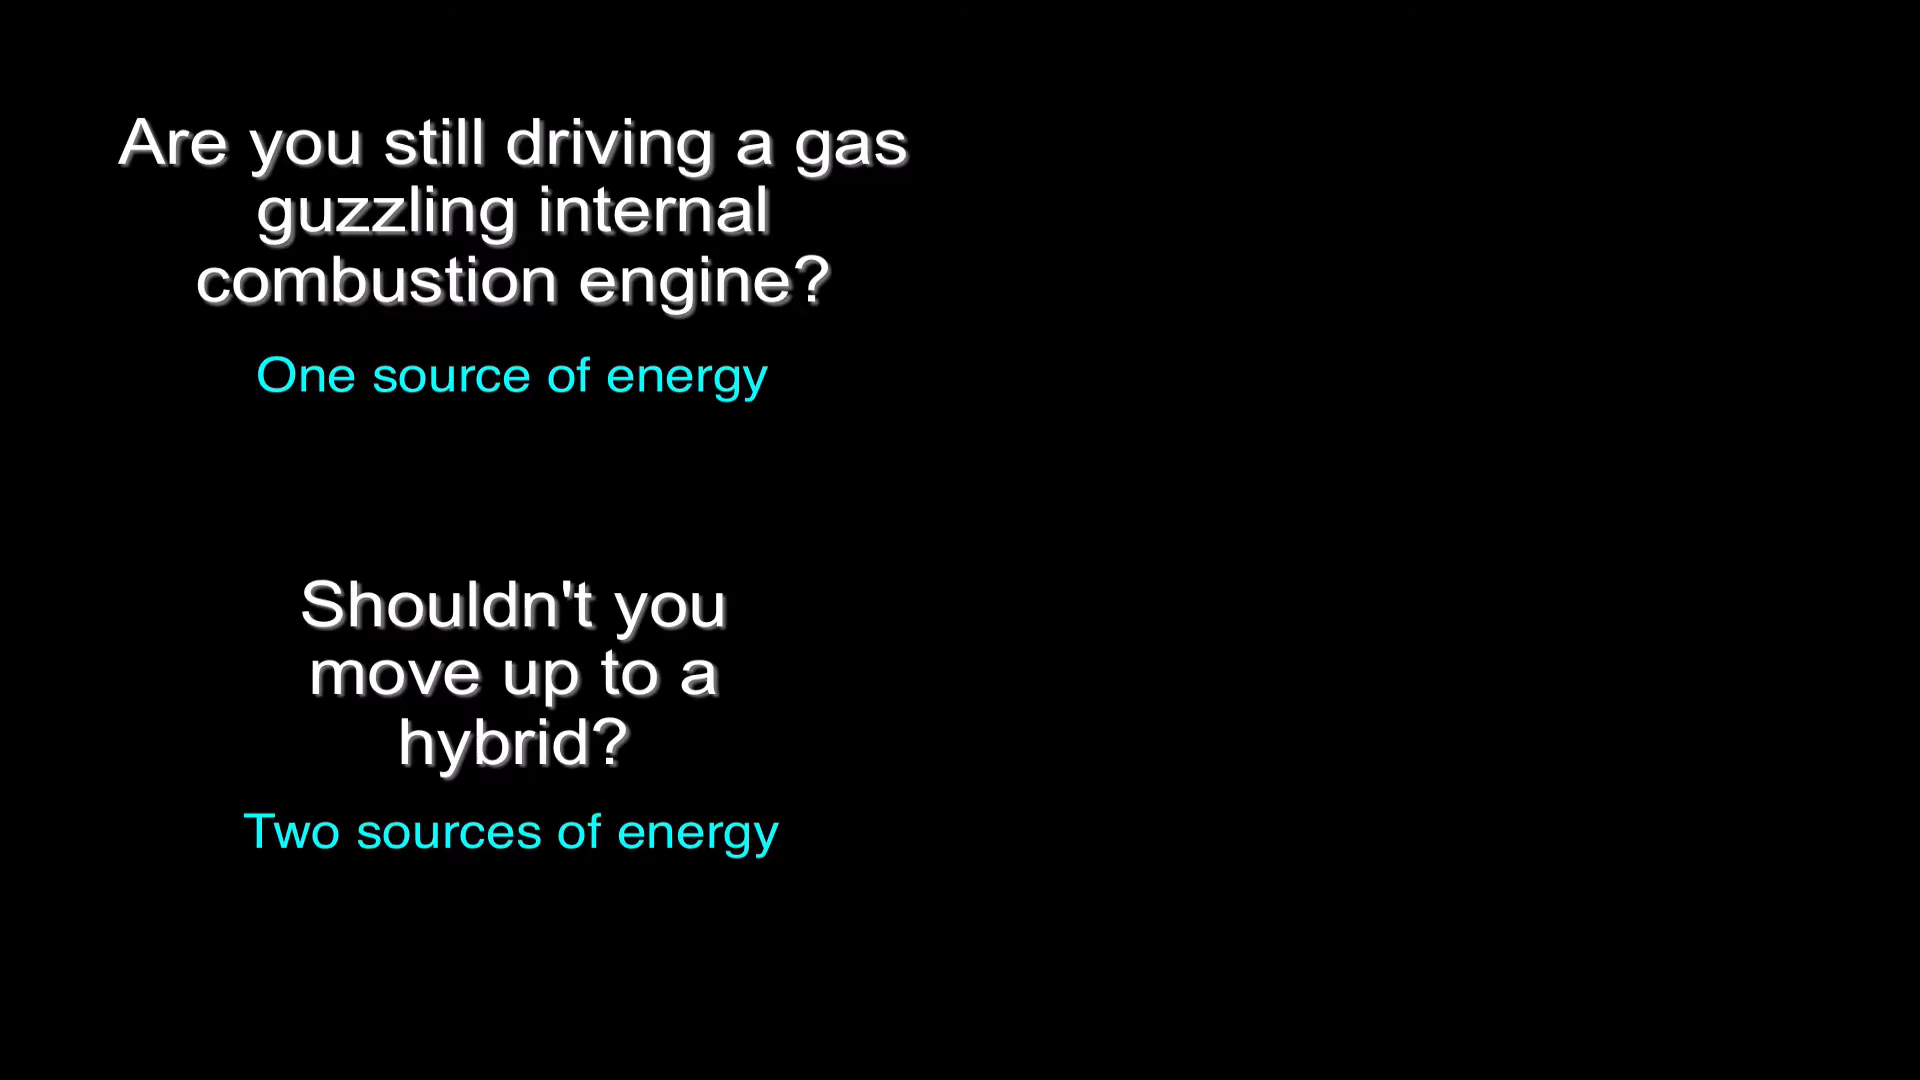 Are you still driving a gas
guzzling internal
combustion engine?
One source of energy
Shouldn't you
move up to a
hybrid?
Two sources of energy